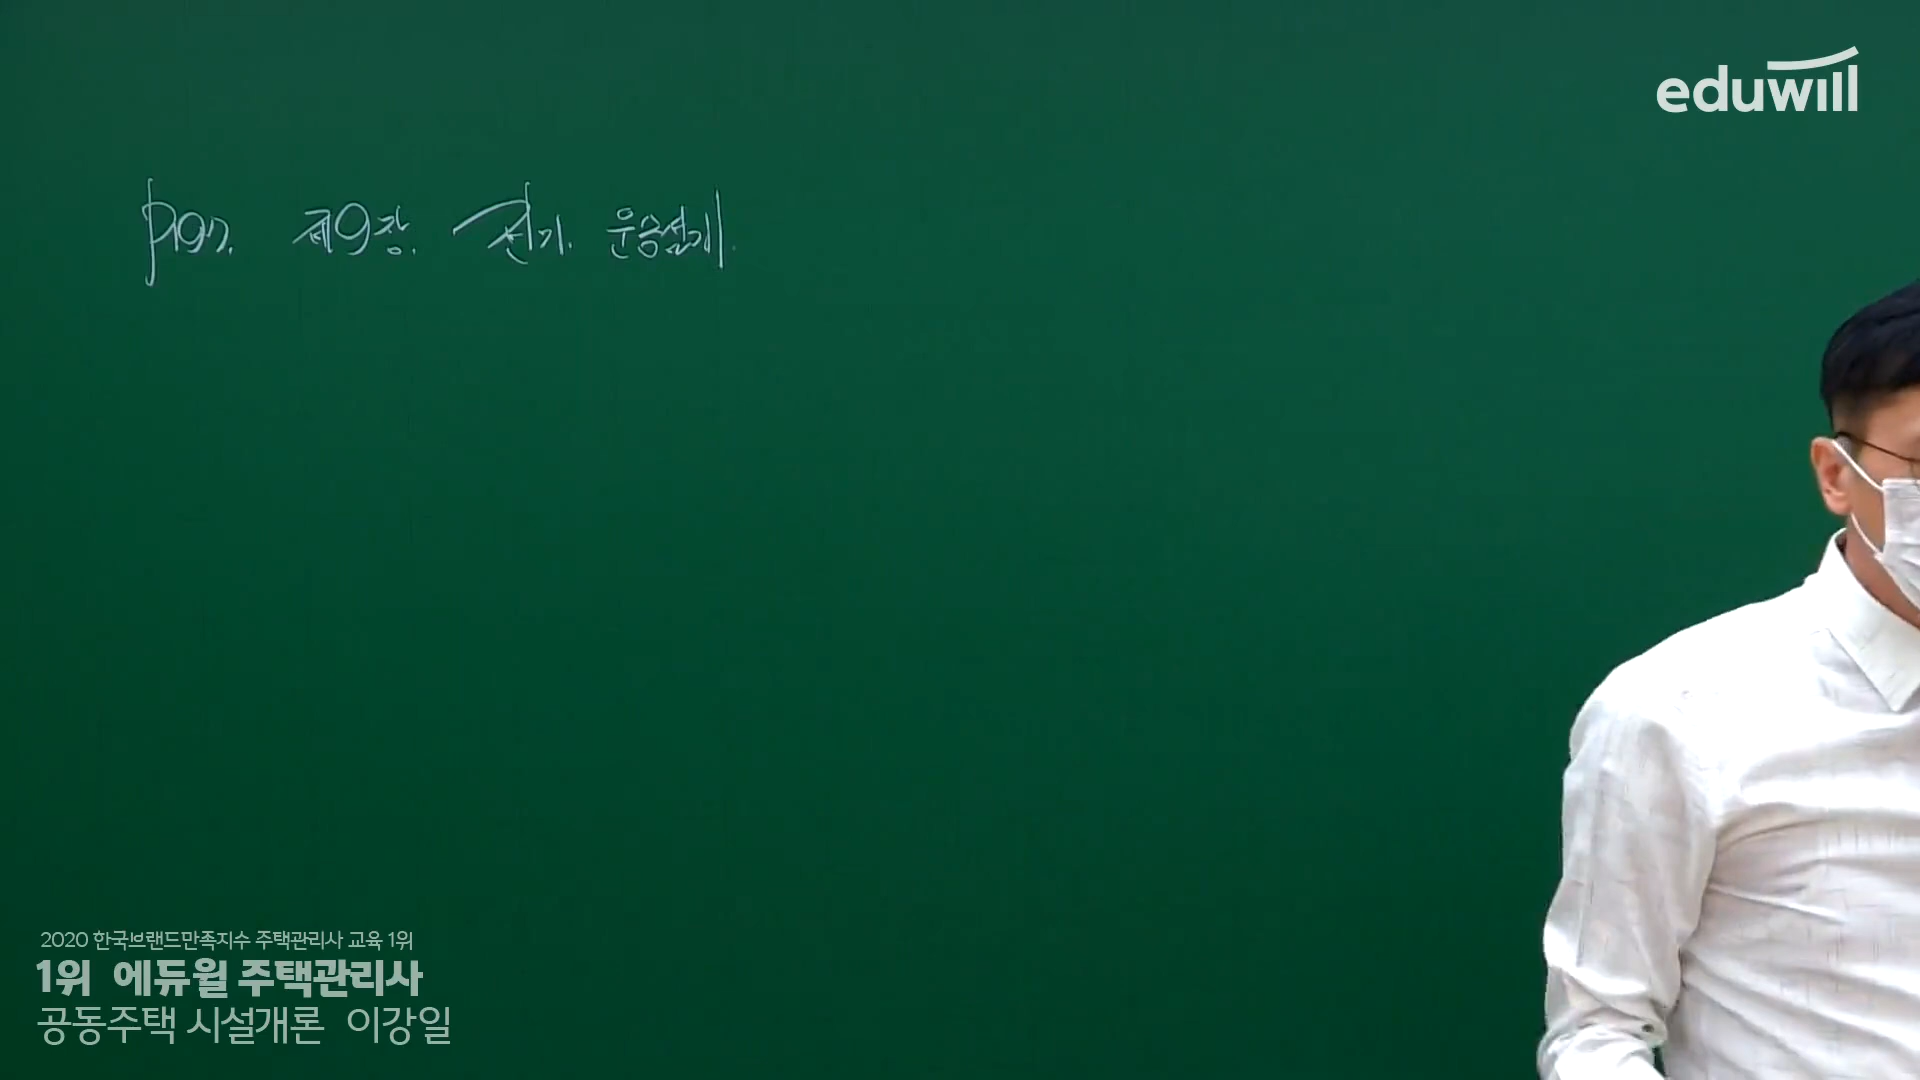 eduwill
P197. 제9장. 전기. 운송설비.
2020 한국브랜드만족지수 주택관리사 교육 1위
1위 에듀윌 주택관리사
공동주택 시설개론 이강일